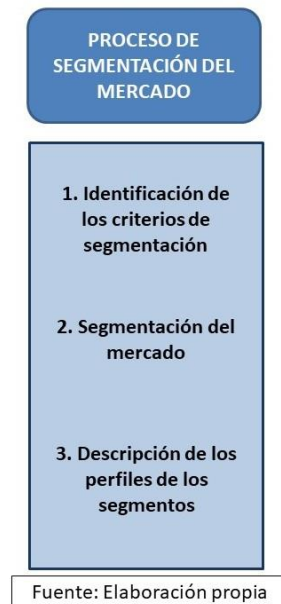 PROCESO DE
SEGMENTACIÓN DEL
MERCADO
1. Identificación de
los criterios de
segmentación
2. Segmentación del
mercado
3. Descripción de los
perfiles de los
segmentos
Fuente: Elaboración propia